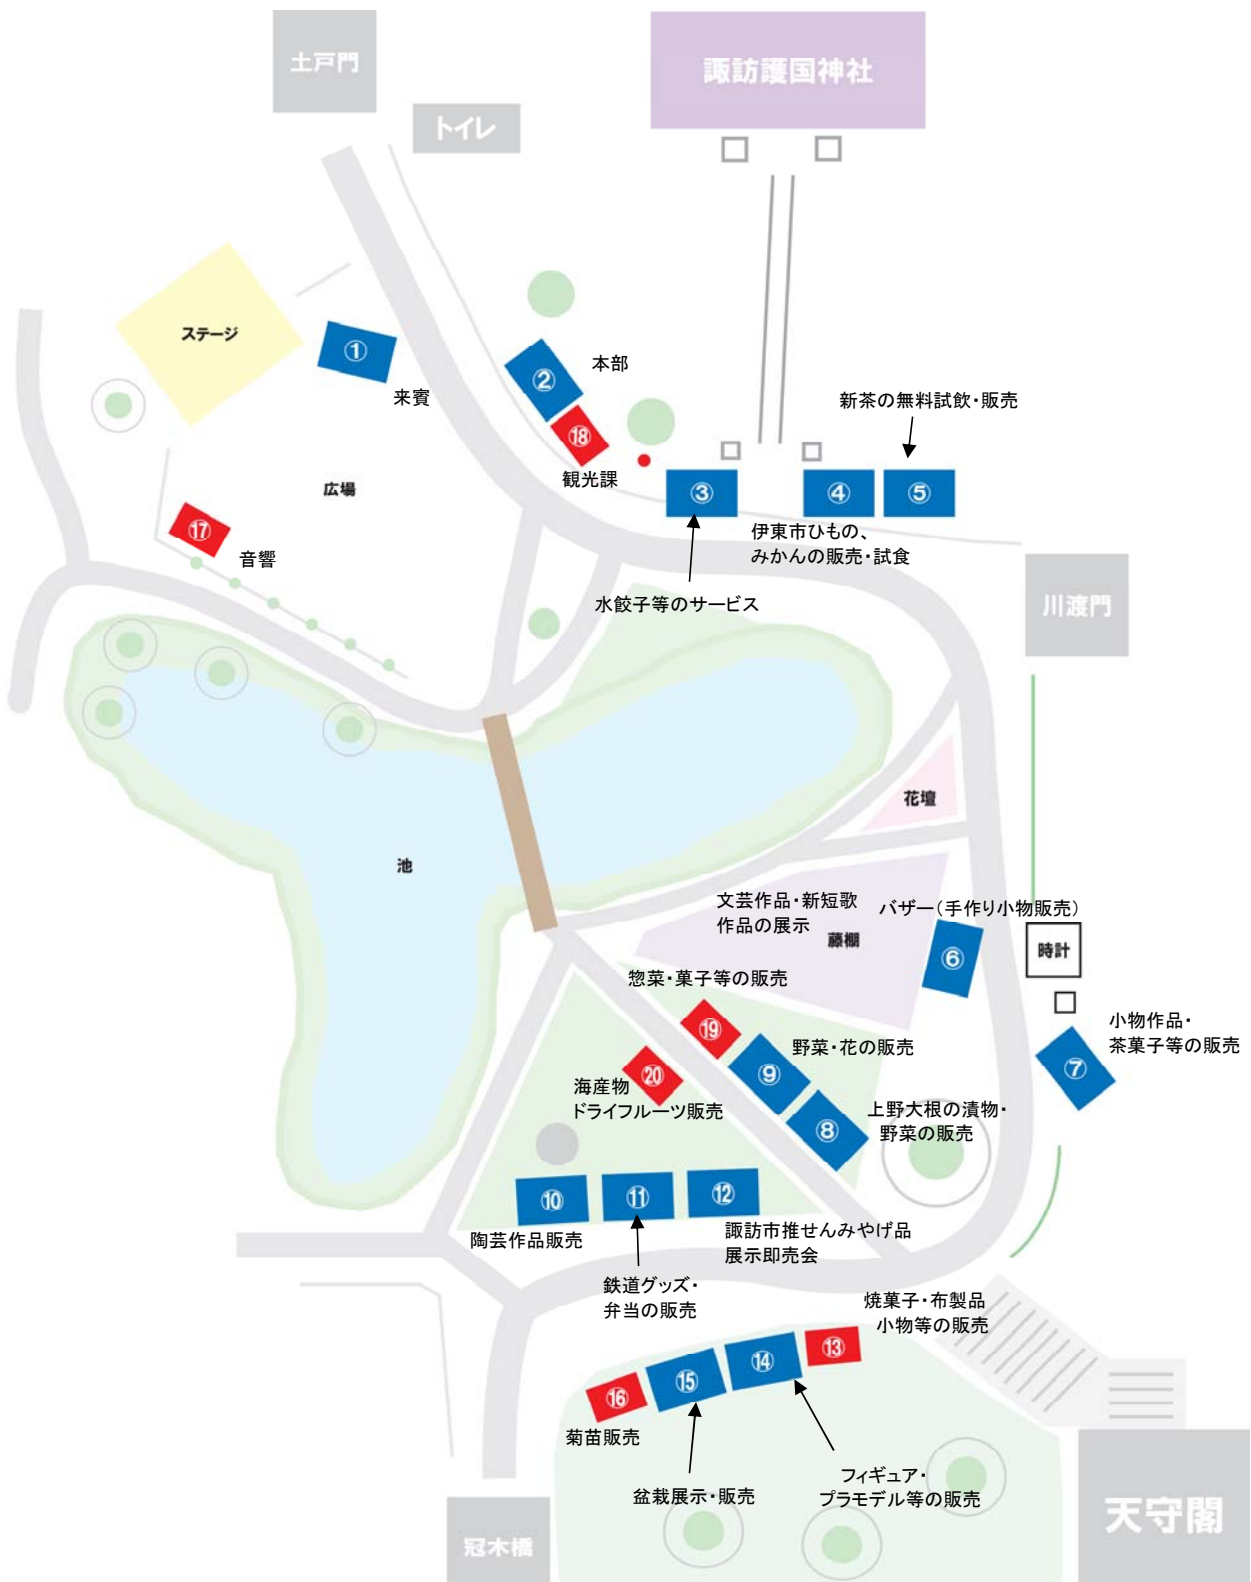 土戸門
諏訪護国神社
トイレ
ステージ
①
来賓
②
本部
⑱
観光課
新茶の無料試飲・販売
③
④
⑤
広場
⑰
音響
伊東市ひもの、
みかんの販売・試食
水餃子等のサービス
川渡門
花壇
池
文芸作品・新短歌
作品の展示
藤棚
バザー（手作り小物販売）
⑥
時計
惣菜・菓子等の販売
⑲
野菜・花の販売
⑨
小物作品・
茶菓子等の販売
⑦
⑳
海産物
ドライフルーツ販売
⑧
上野大根の漬物・
野菜の販売
⑩
⑪
⑫
陶芸作品販売
諏訪市推せんみやげ品
展示即売会
鉄道グッズ・
弁当の販売
焼菓子・布製品
小物等の販売
⑬
⑭
⑮
⑯
菊苗販売
盆栽展示・販売
フィギュア・
プラモデル等の販売
冠木橋
天守閣